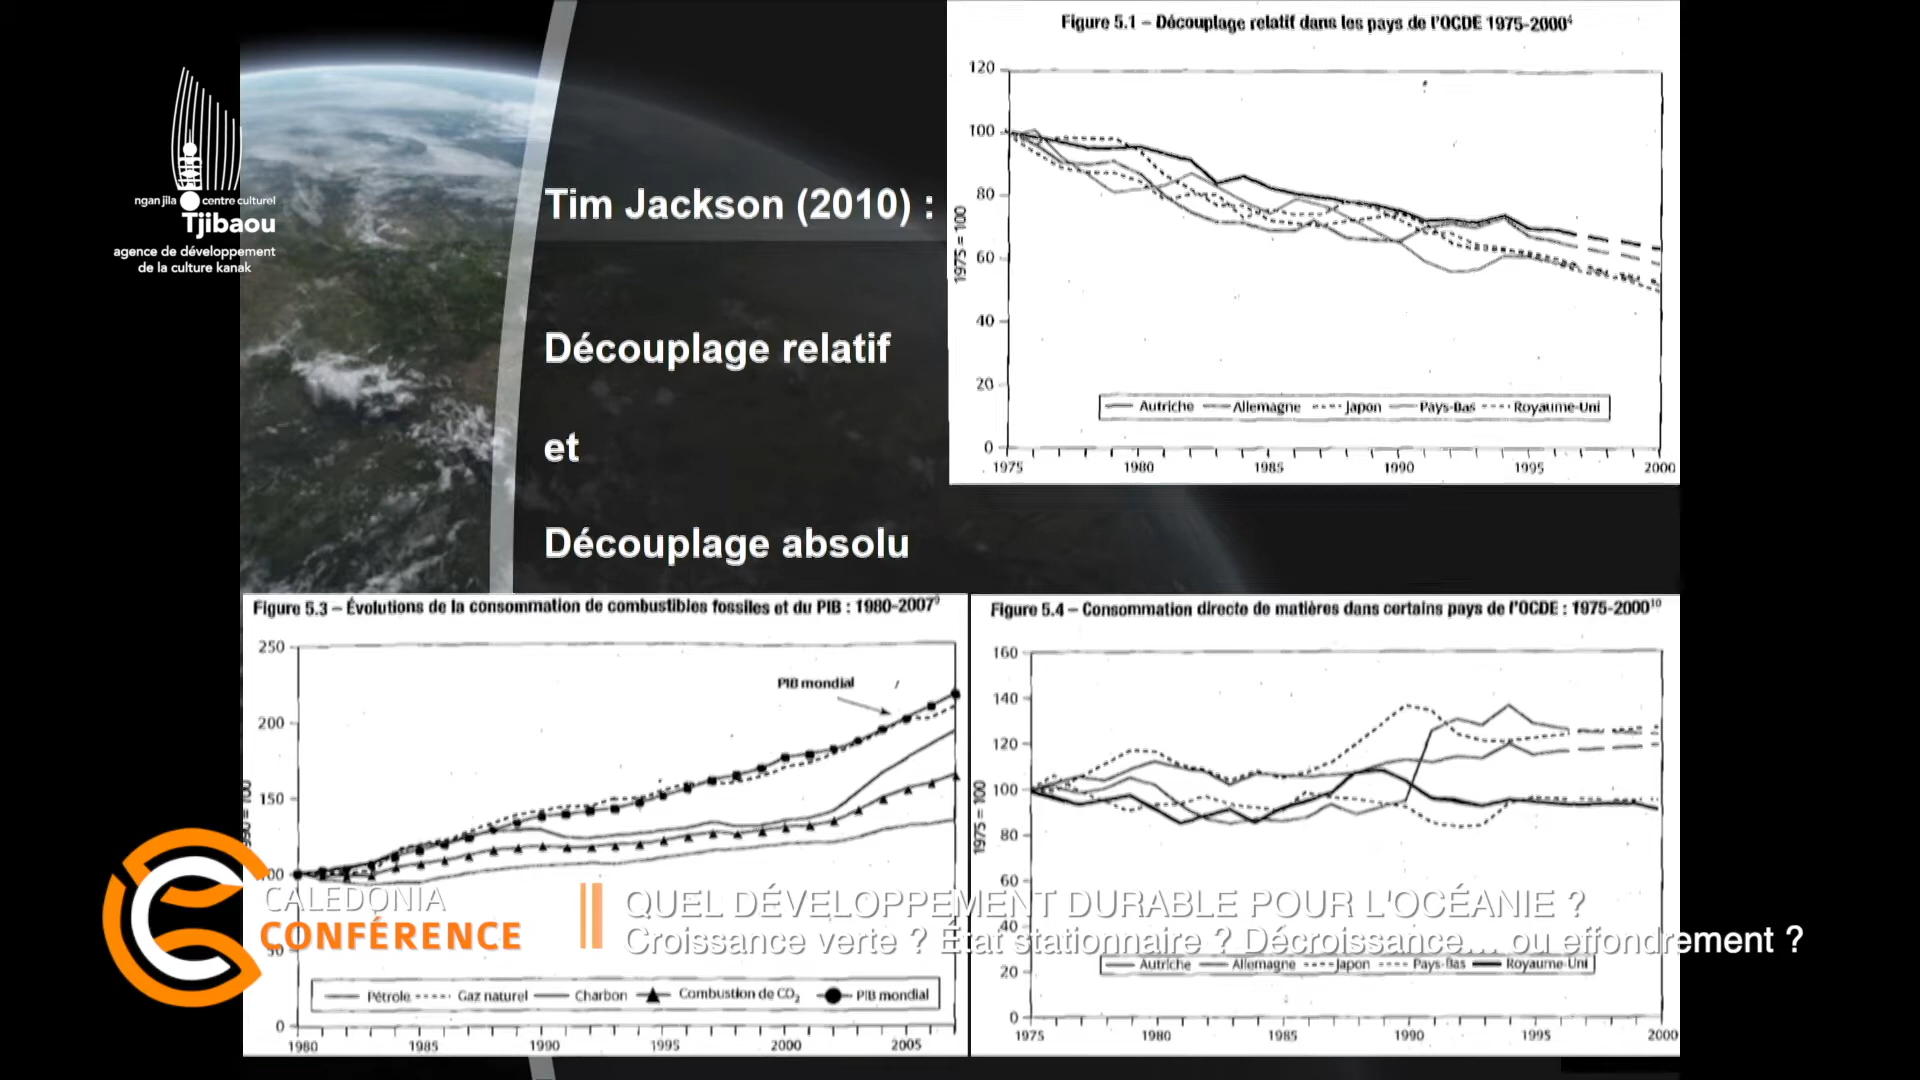 ngan jila centre culturel
Tjibaou
agence de développement
de la culture kanak
Tim Jackson (2010) :
Découplage relatif
et
Découplage absolu
Figure 5.1 – Découplage relatif dans les pays de l'OCDE 1975-2000⁴
120
100
80
60
40
20
0
1975 = 100
Autriche Allemagne Japon Pays-Bas Royaume-Uni
1975 1980 1985 1990 1995 2000
Figure 5.3 – Évolutions de la consommation de combustibles fossiles et du PIB : 1980-2007⁹
250
200
150
100
50
0
PIB mondial
Pétrole Gaz naturel Charbon Combustion de CO₂ PIB mondial
1980 1985 1990 1995 2000 2005
Figure 5.4 – Consommation directe de matières dans certains pays de l'OCDE : 1975-2000¹⁰
160
140
120
100
80
60
40
20
0
1975 = 100
Autriche Allemagne Japon Pays-Bas Royaume-Uni
1975 1980 1985 1990 1995 2000
CALEDONIA
CONFÉRENCE
QUEL DÉVELOPPEMENT DURABLE POUR L'OCÉANIE ?
Croissance verte ? État stationnaire ? Décroissance... ou effondrement ?